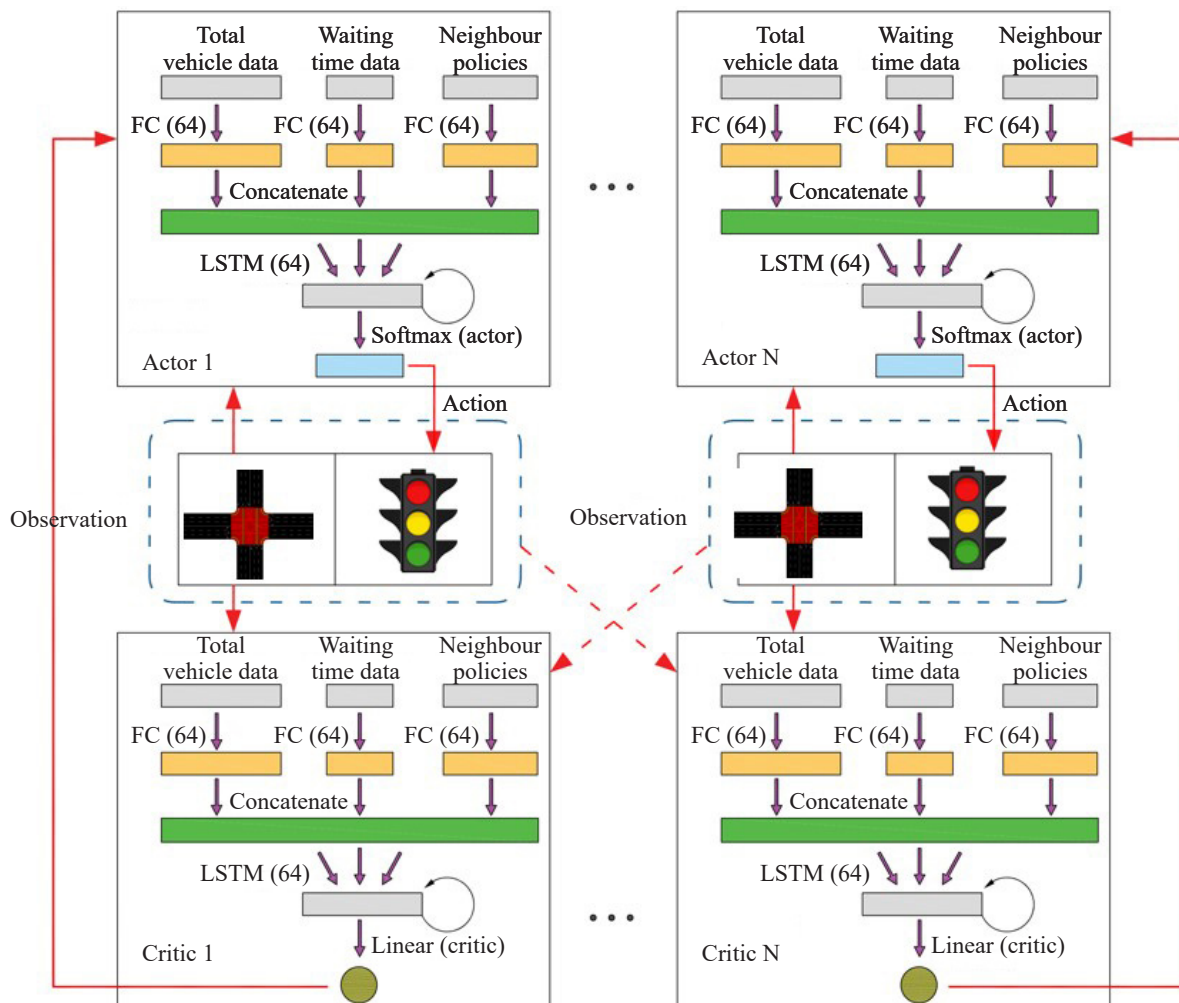 Total
vehicle data
Waiting
time data
Neighbour
policies
FC (64)
FC (64)
FC (64)
Concatenate
LSTM (64)
Softmax (actor)
Actor 1
Action
...
Total
vehicle data
Waiting
time data
Neighbour
policies
FC (64)
FC (64)
FC (64)
Concatenate
LSTM (64)
Softmax (actor)
Actor N
Action
Observation
Observation
Total
vehicle data
Waiting
time data
Neighbour
policies
FC (64)
FC (64)
FC (64)
Concatenate
LSTM (64)
Linear (critic)
Critic 1
...
Total
vehicle data
Waiting
time data
Neighbour
policies
FC (64)
FC (64)
FC (64)
Concatenate
LSTM (64)
Linear (critic)
Critic N